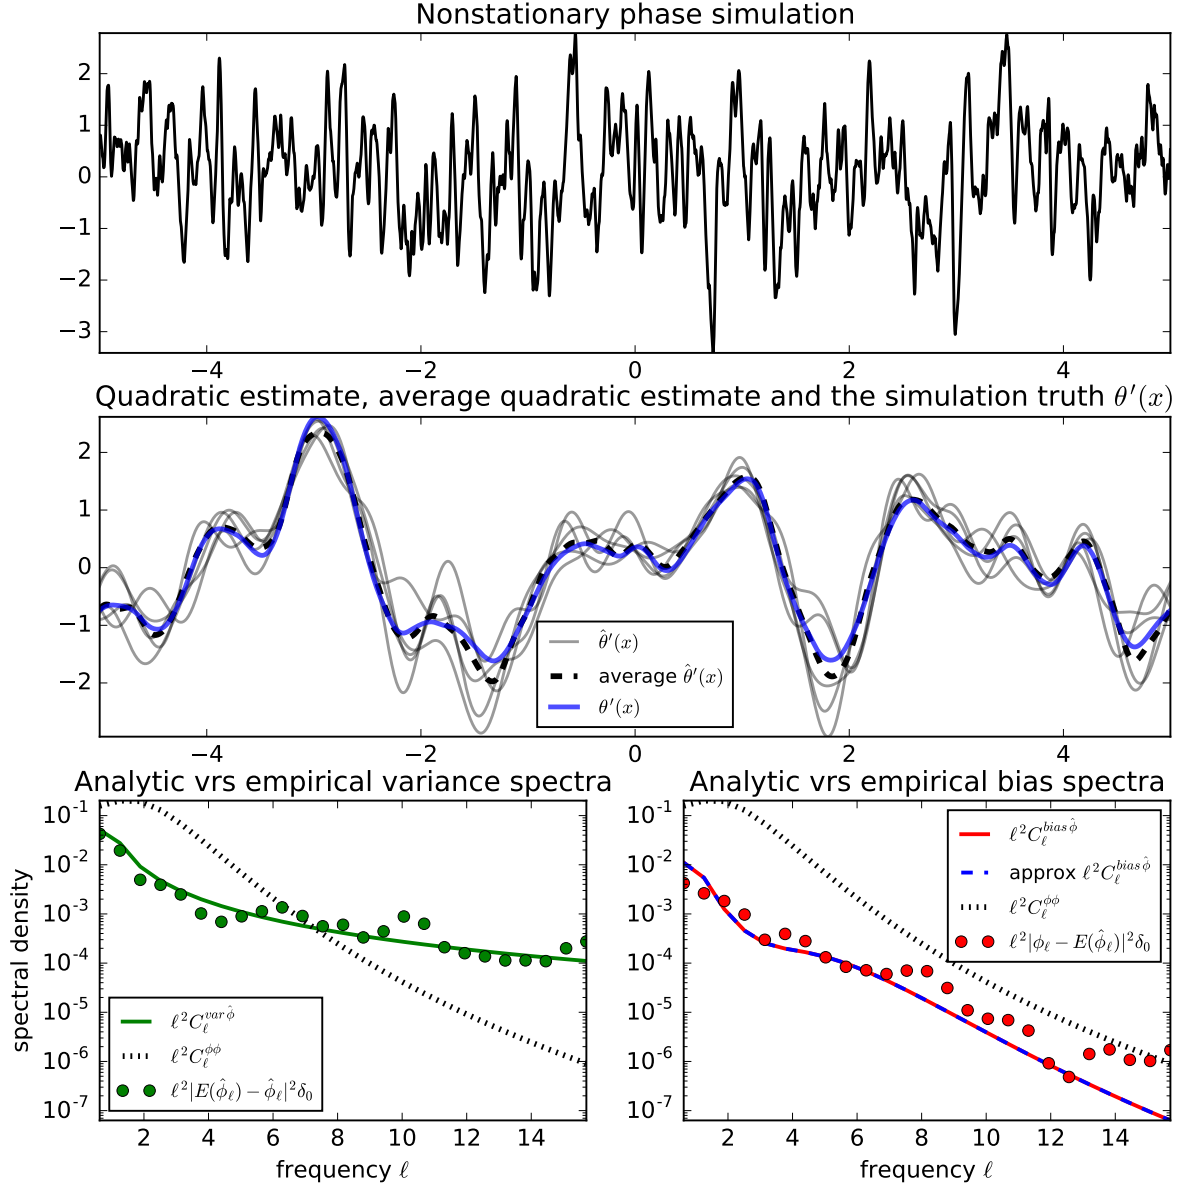 Nonstationary phase simulation
2
1
0
−1
−2
−3
−4 −2 0 2 4
Quadratic estimate, average quadratic estimate and the simulation truth θ′(x)
2
1
0
−1
−2
θ̂′(x)
average θ̂′(x)
θ′(x)
−4 −2 0 2 4
Analytic vrs empirical variance spectra
spectral density
10⁻¹
10⁻²
10⁻³
10⁻⁴
10⁻⁵
10⁻⁶
10⁻⁷
ℓ²C_ℓ^{var ϕ̂}
ℓ²C_ℓ^{ϕϕ}
ℓ²|E(ϕ̂_ℓ) − ϕ̂_ℓ|²δ₀
2 4 6 8 10 12 14
frequency ℓ
Analytic vrs empirical bias spectra
10⁻¹
10⁻²
10⁻³
10⁻⁴
10⁻⁵
10⁻⁶
10⁻⁷
ℓ²C_ℓ^{bias ϕ̂}
approx ℓ²C_ℓ^{bias ϕ̂}
ℓ²C_ℓ^{ϕϕ}
ℓ²|ϕ_ℓ − E(ϕ̂_ℓ)|²δ₀
2 4 6 8 10 12 14
frequency ℓ